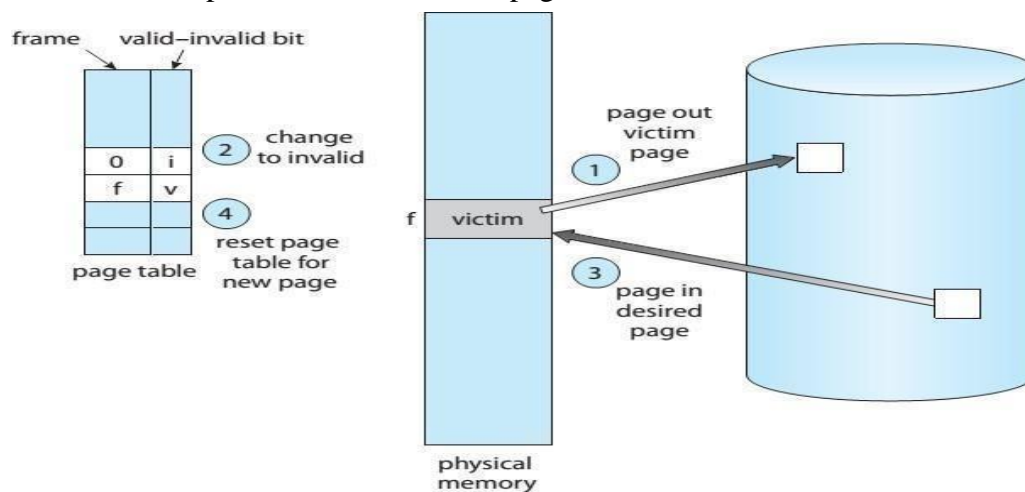 frame
valid–invalid bit
0 i
f v
page table
2
change
to invalid
4
reset page
table for
new page
f
victim
physical
memory
1
page out
victim
page
3
page in
desired
page